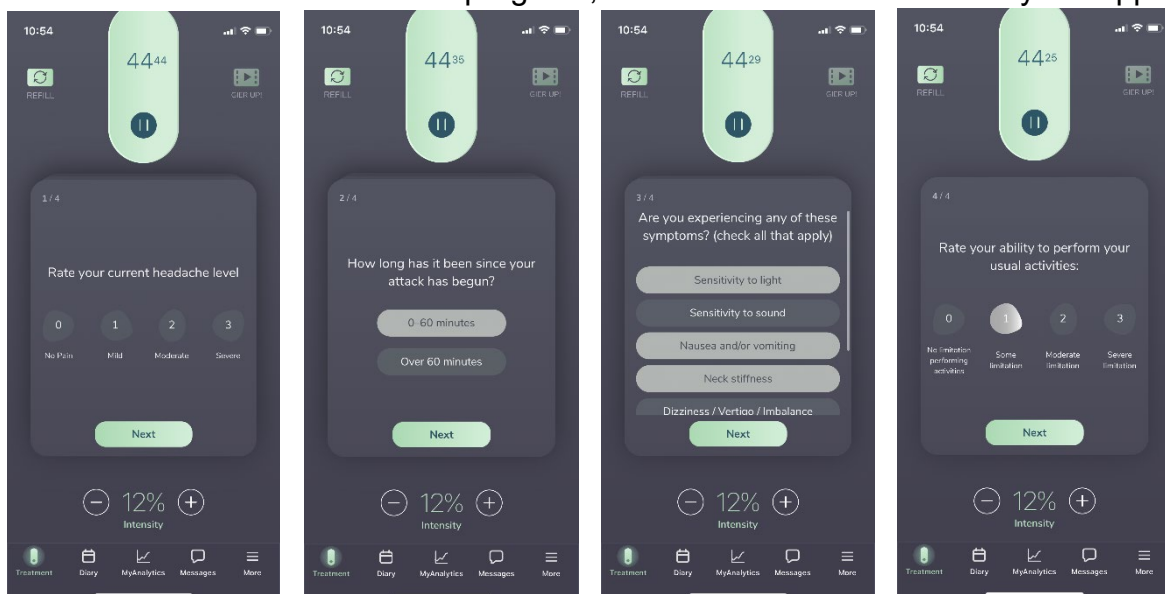 10:54
44 44
REFILL
GIER UP!
1 / 4
Rate your current headache level
0
1
2
3
No Pain
Mild
Moderate
Severe
Next
12%
Intensity
Treatment
Diary
MyAnalytics
Messages
More
10:54
44 35
REFILL
GIER UP!
2 / 4
How long has it been since your
attack has begun?
0-60 minutes
Over 60 minutes
Next
12%
Intensity
Treatment
Diary
MyAnalytics
Messages
More
10:54
44 29
REFILL
GIER UP!
3 / 4
Are you experiencing any of these
symptoms? (check all that apply)
Sensitivity to light
Sensitivity to sound
Nausea and/or vomiting
Neck stiffness
Dizziness / Vertigo / Imbalance
Next
12%
Intensity
Treatment
Diary
MyAnalytics
Messages
More
10:54
44 25
REFILL
GIER UP!
4 / 4
Rate your ability to perform your
usual activities:
0
1
2
3
No limitation
performing
activities
Some
limitation
Moderate
limitation
Severe
limitation
Next
12%
Intensity
Treatment
Diary
MyAnalytics
Messages
More